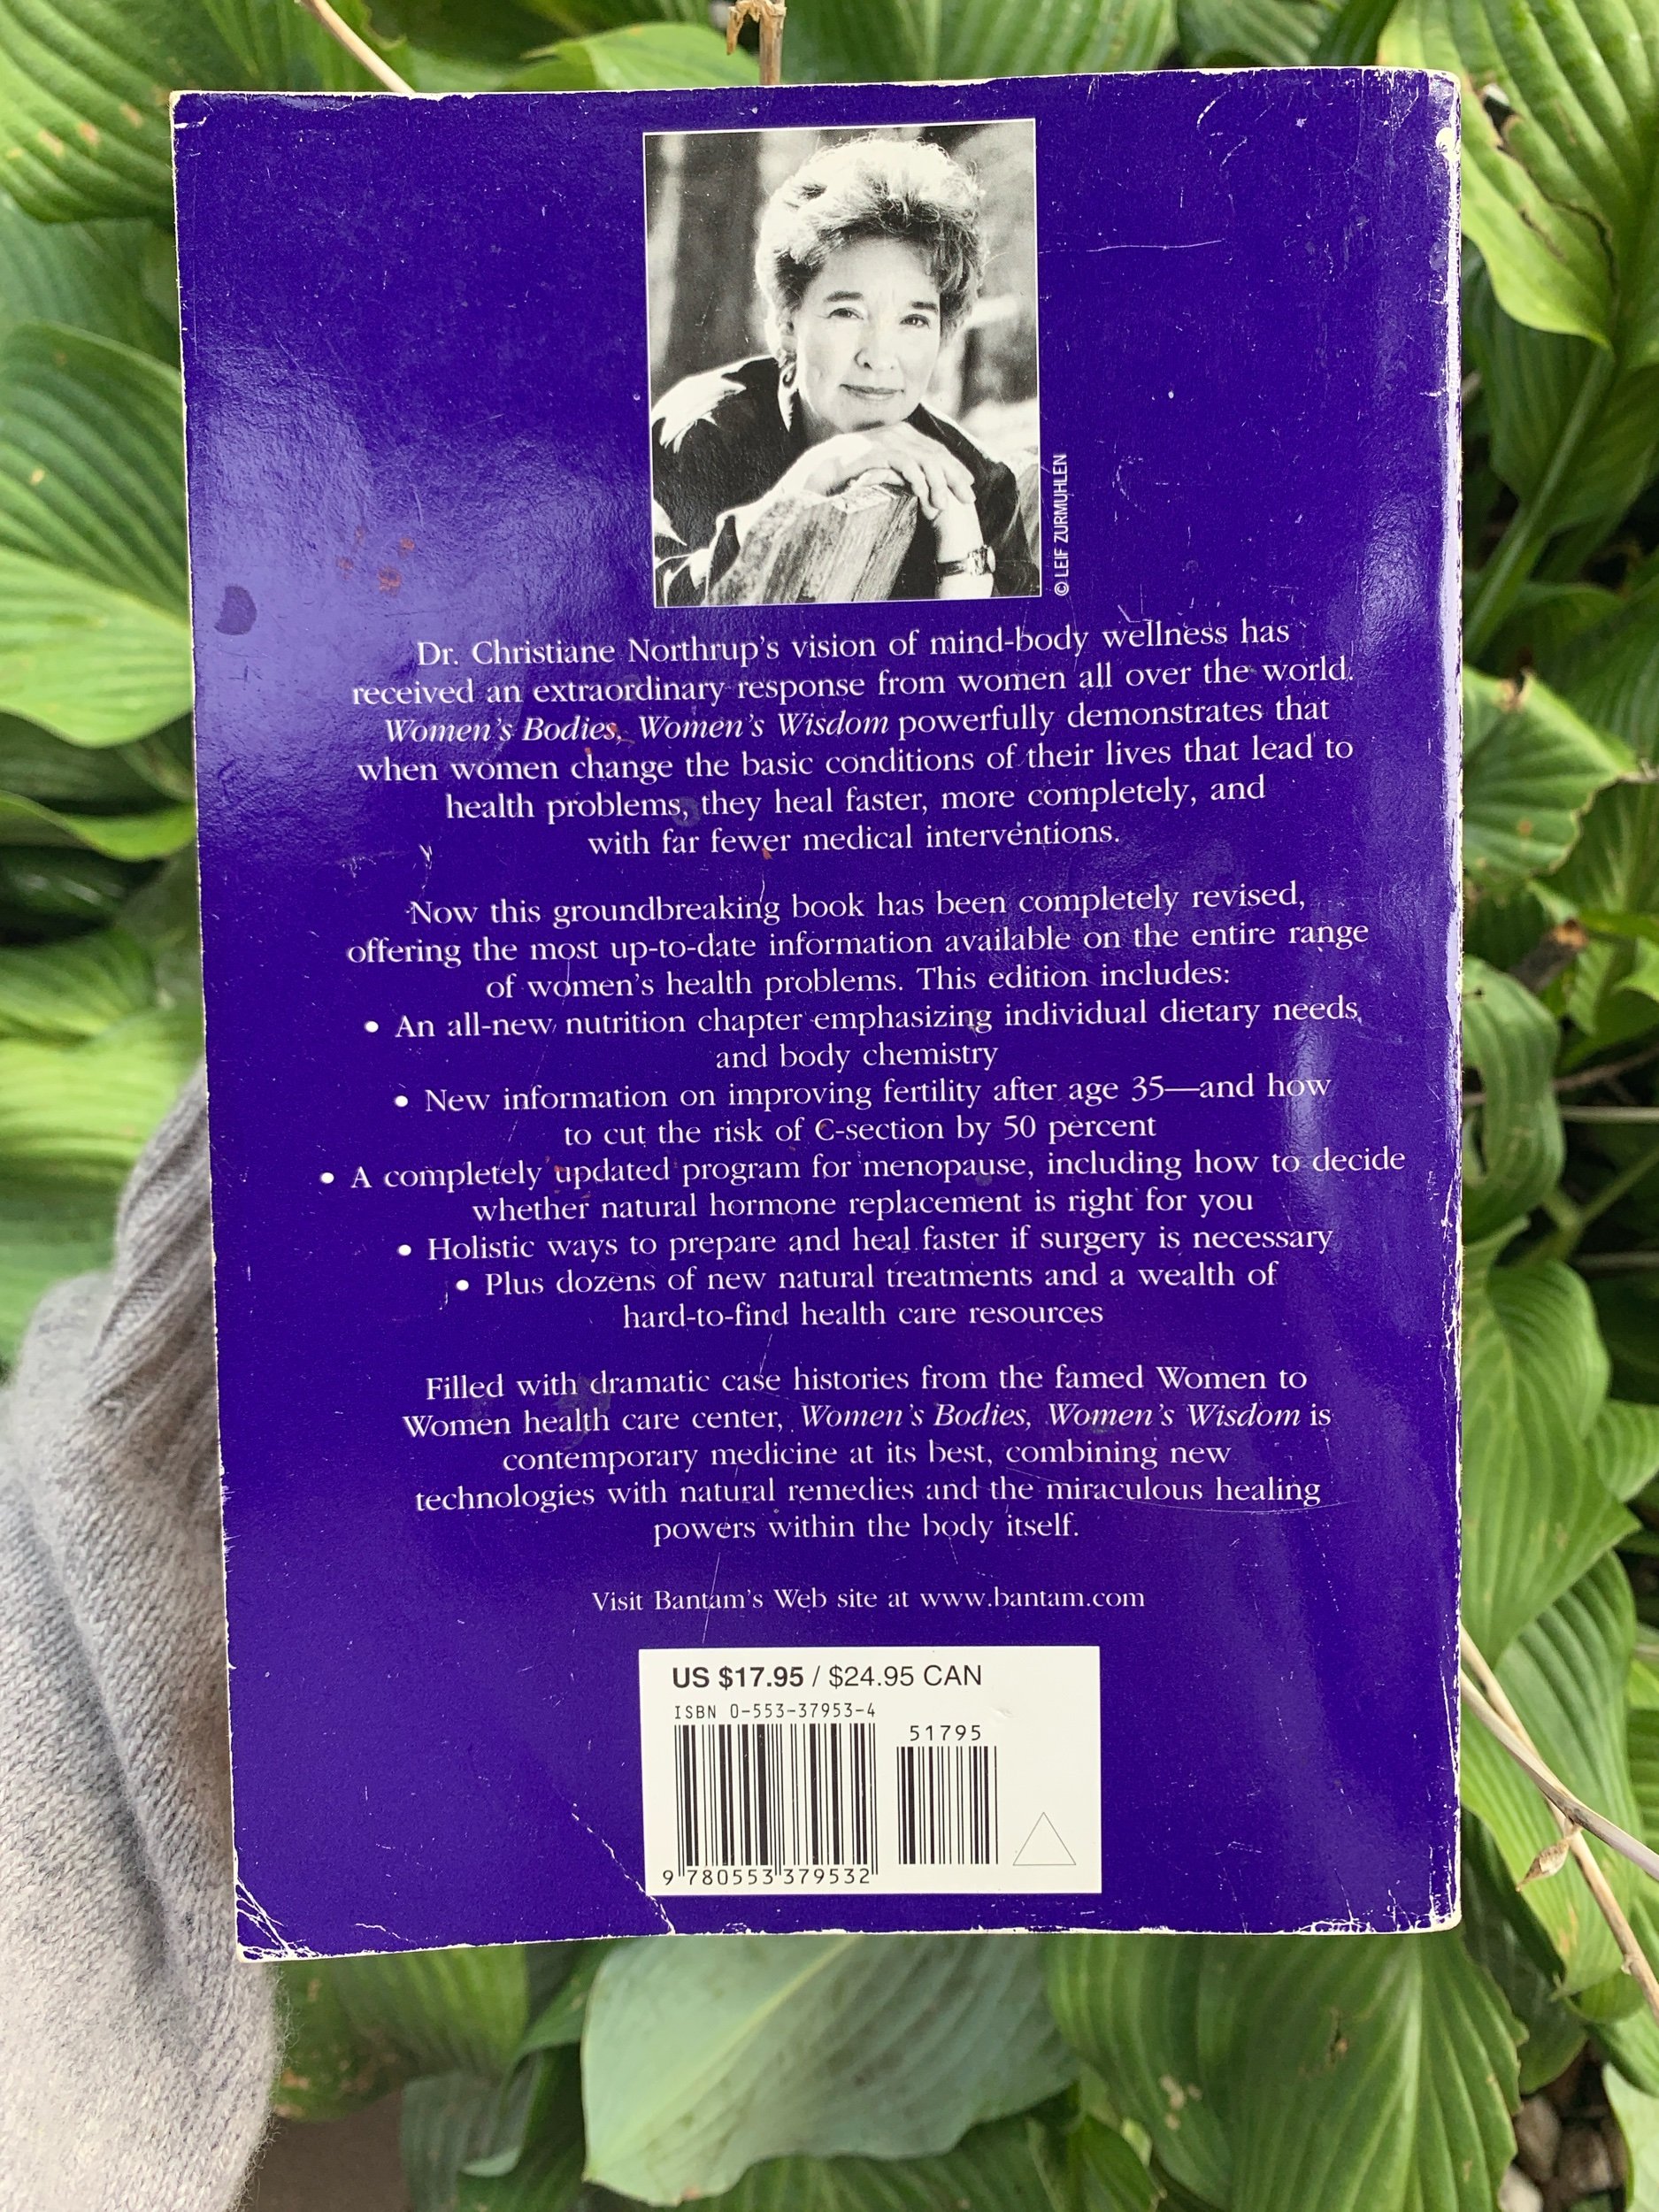 © LEIF ZURMUHLEN
Dr. Christiane Northrup's vision of mind-body wellness has
received an extraordinary response from women all over the world.
Women's Bodies, Women's Wisdom powerfully demonstrates that
when women change the basic conditions of their lives that lead to
health problems, they heal faster, more completely, and
with far fewer medical interventions.
Now this groundbreaking book has been completely revised,
offering the most up-to-date information available on the entire range
of women's health problems. This edition includes:
• An all-new nutrition chapter emphasizing individual dietary needs
and body chemistry
• New information on improving fertility after age 35—and how
to cut the risk of C-section by 50 percent
• A completely updated program for menopause, including how to decide
whether natural hormone replacement is right for you
• Holistic ways to prepare and heal faster if surgery is necessary
• Plus dozens of new natural treatments and a wealth of
hard-to-find health care resources
Filled with dramatic case histories from the famed Women to
Women health care center, Women's Bodies, Women's Wisdom is
contemporary medicine at its best, combining new
technologies with natural remedies and the miraculous healing
powers within the body itself.
Visit Bantam's Web site at www.bantam.com
US $17.95 / $24.95 CAN
ISBN 0-553-37953-4
51795
9 780553 379532